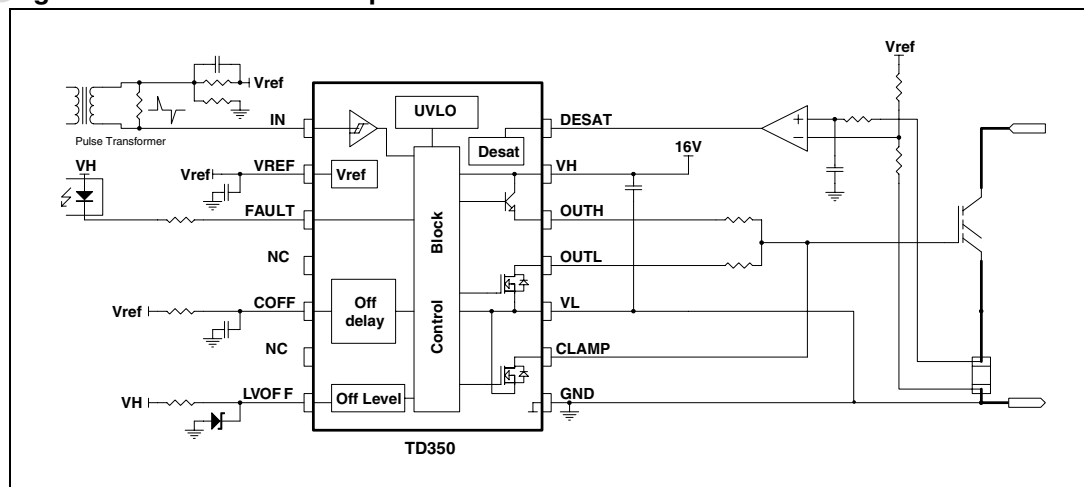 Vref
Pulse Transformer
VH
Vref
IN
VREF
FAULT
NC
Vref
COFF
NC
VH
LVOFF
UVLO
Desat
Vref
Control Block
Off
delay
Off Level
DESAT
VH
16V
OUTH
OUTL
VL
CLAMP
GND
TD350
+
−
Vref